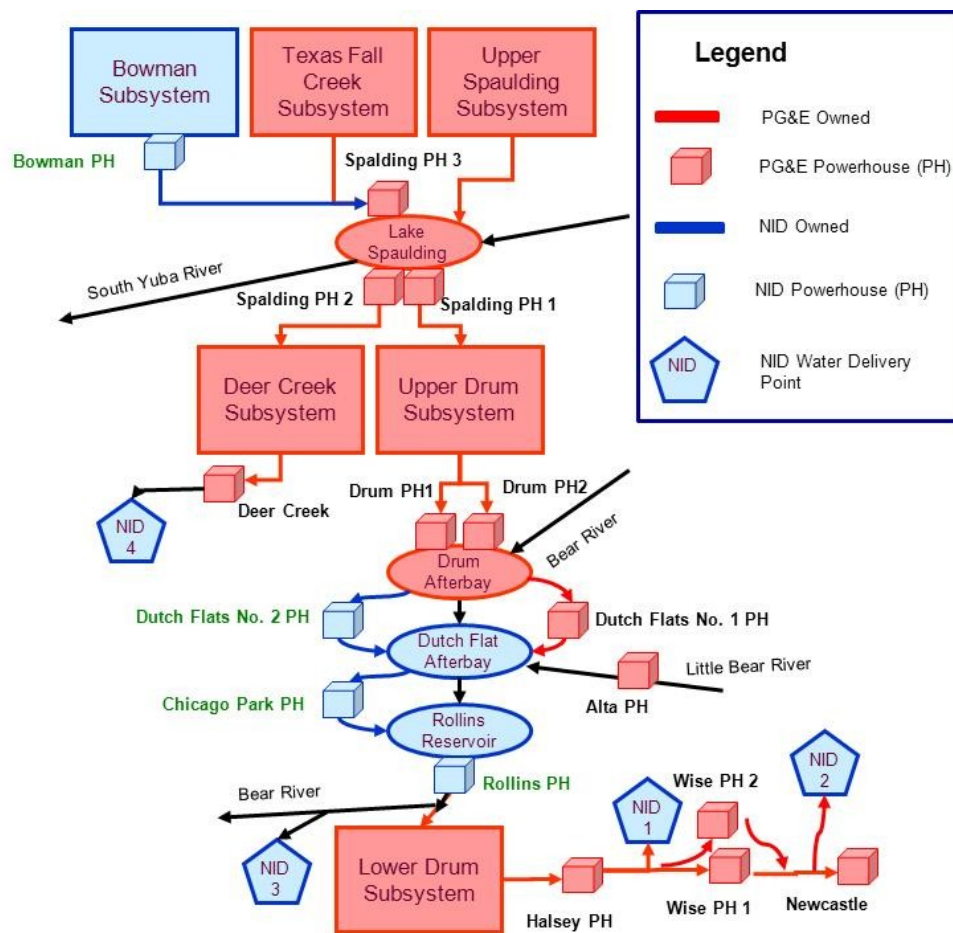 Legend
PG&E Owned
PG&E Powerhouse (PH)
NID Owned
NID Powerhouse (PH)
NID
NID Water Delivery
Point
Bowman
Subsystem
Texas Fall
Creek
Subsystem
Upper
Spaulding
Subsystem
Bowman PH
Spalding PH 3
Lake
Spaulding
South Yuba River
Spalding PH 2
Spalding PH 1
Deer Creek
Subsystem
Upper Drum
Subsystem
Deer Creek
NID
4
Drum PH1
Drum PH2
Bear River
Drum
Afterbay
Dutch Flats No. 2 PH
Dutch Flats No. 1 PH
Dutch Flat
Afterbay
Little Bear River
Alta PH
Chicago Park PH
Rollins
Reservoir
Rollins PH
Bear River
NID
3
Lower Drum
Subsystem
Halsey PH
NID
1
Wise PH 2
Wise PH 1
NID
2
Newcastle